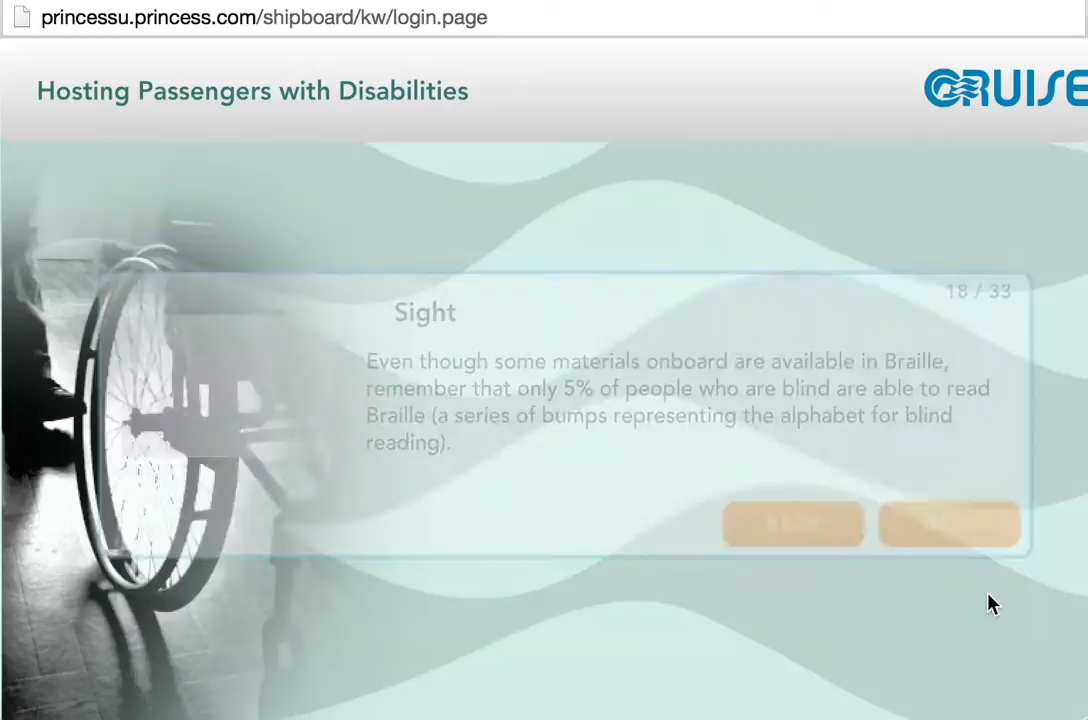 princessu.princess.com/shipboard/kw/login.page
Hosting Passengers with Disabilities
CRUISE
18 / 33
Sight
Even though some materials onboard are available in Braille,
remember that only 5% of people who are blind are able to read
Braille (a series of bumps representing the alphabet for blind
reading).